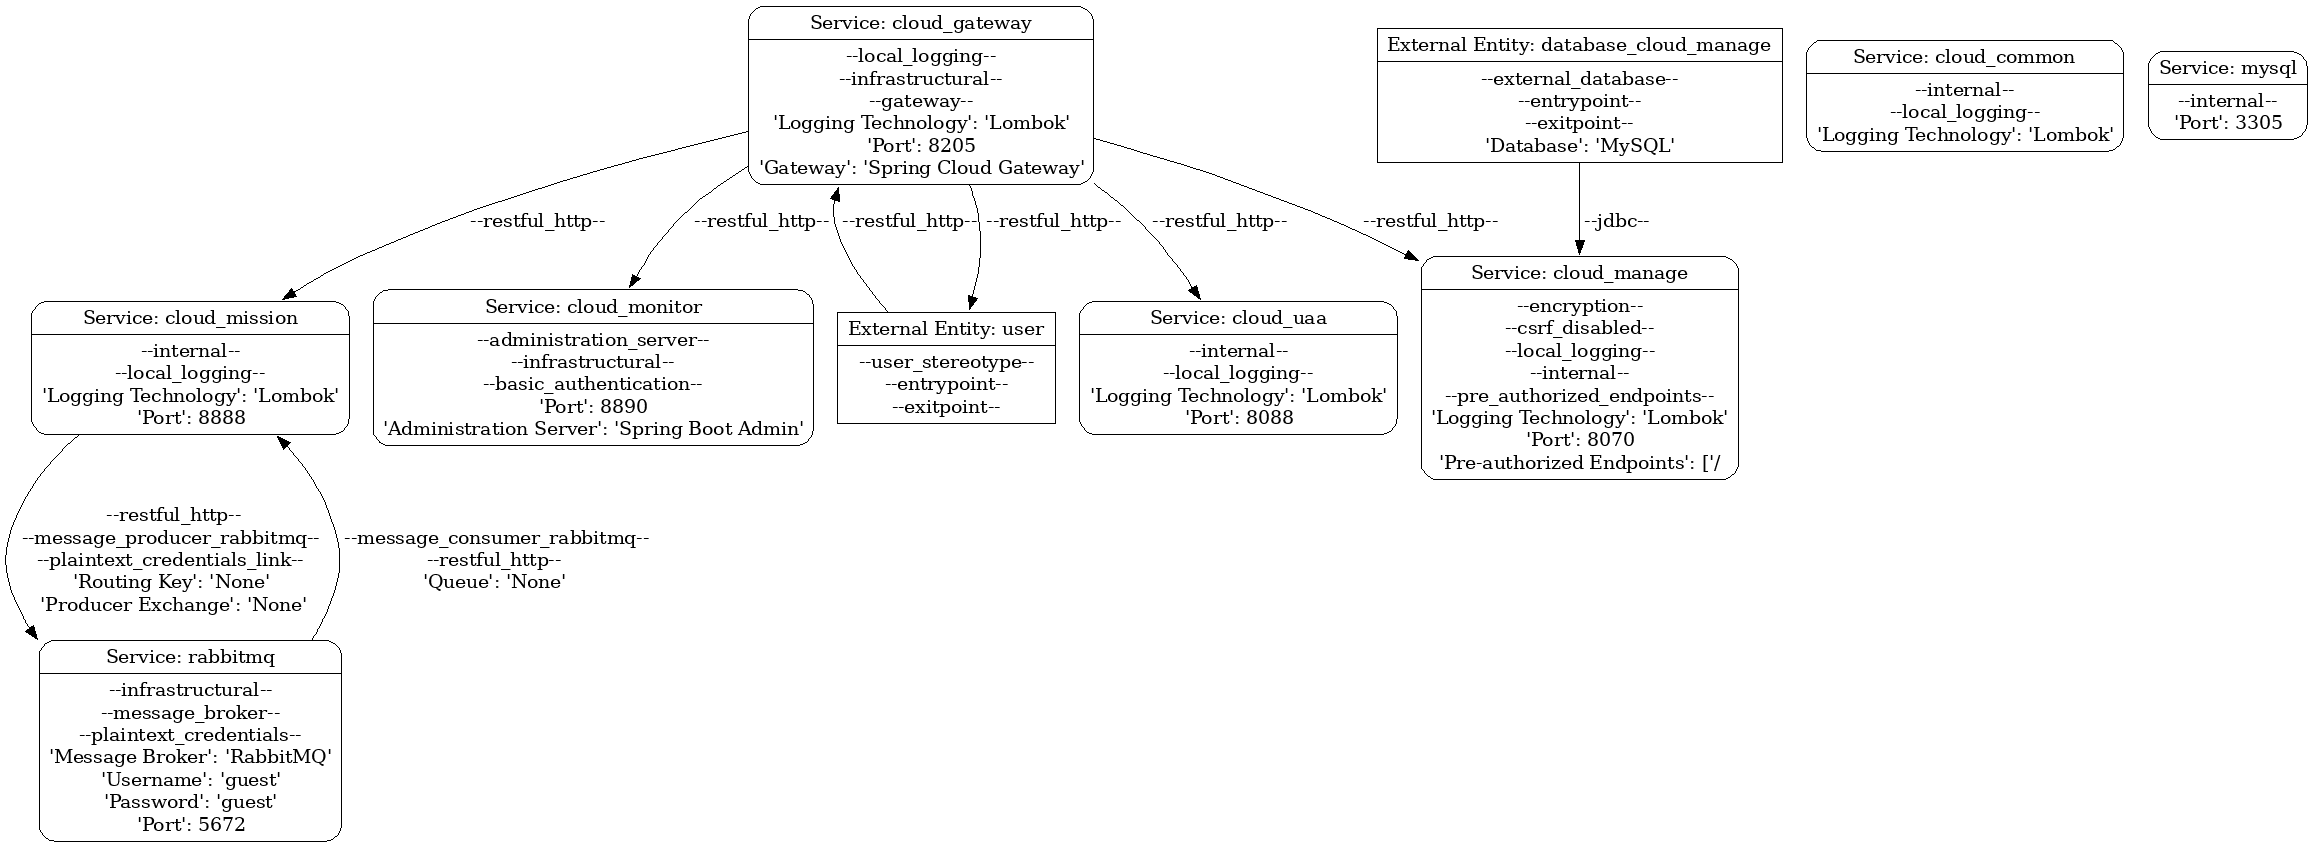 Service: cloud_gateway
--local_logging--
--infrastructural--
--gateway--
'Logging Technology': 'Lombok'
'Port': 8205
'Gateway': 'Spring Cloud Gateway'
External Entity: database_cloud_manage
--external_database--
--entrypoint--
--exitpoint--
'Database': 'MySQL'
Service: cloud_common
--internal--
--local_logging--
'Logging Technology': 'Lombok'
Service: mysql
--internal--
'Port': 3305
--restful_http--
--restful_http--
--restful_http--
--restful_http--
--restful_http--
--restful_http--
--jdbc--
Service: cloud_mission
--internal--
--local_logging--
'Logging Technology': 'Lombok'
'Port': 8888
Service: cloud_monitor
--administration_server--
--infrastructural--
--basic_authentication--
'Port': 8890
'Administration Server': 'Spring Boot Admin'
External Entity: user
--user_stereotype--
--entrypoint--
--exitpoint--
Service: cloud_uaa
--internal--
--local_logging--
'Logging Technology': 'Lombok'
'Port': 8088
Service: cloud_manage
--encryption--
--csrf_disabled--
--local_logging--
--internal--
--pre_authorized_endpoints--
'Logging Technology': 'Lombok'
'Port': 8070
'Pre-authorized Endpoints': ['/
--restful_http--
--message_producer_rabbitmq--
--plaintext_credentials_link--
'Routing Key': 'None'
'Producer Exchange': 'None'
--message_consumer_rabbitmq--
--restful_http--
'Queue': 'None'
Service: rabbitmq
--infrastructural--
--message_broker--
--plaintext_credentials--
'Message Broker': 'RabbitMQ'
'Username': 'guest'
'Password': 'guest'
'Port': 5672